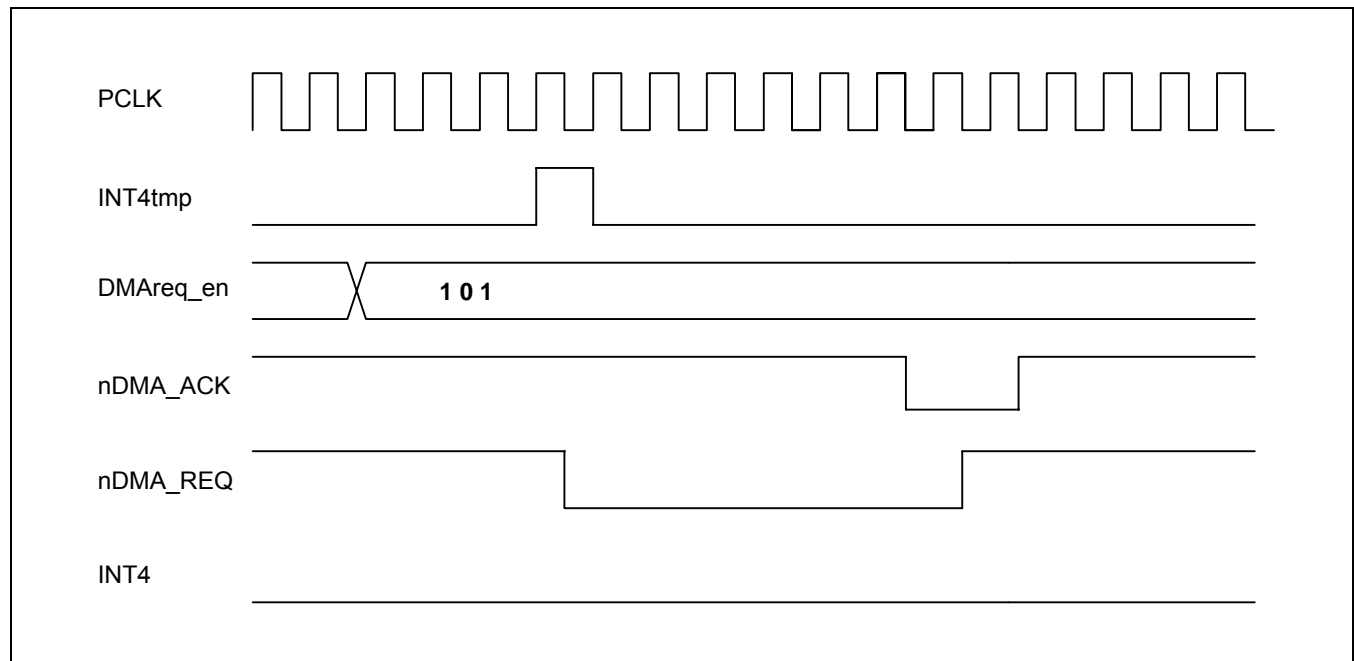 PCLK
INT4tmp
DMAreq_en
1 0 1
nDMA_ACK
nDMA_REQ
INT4